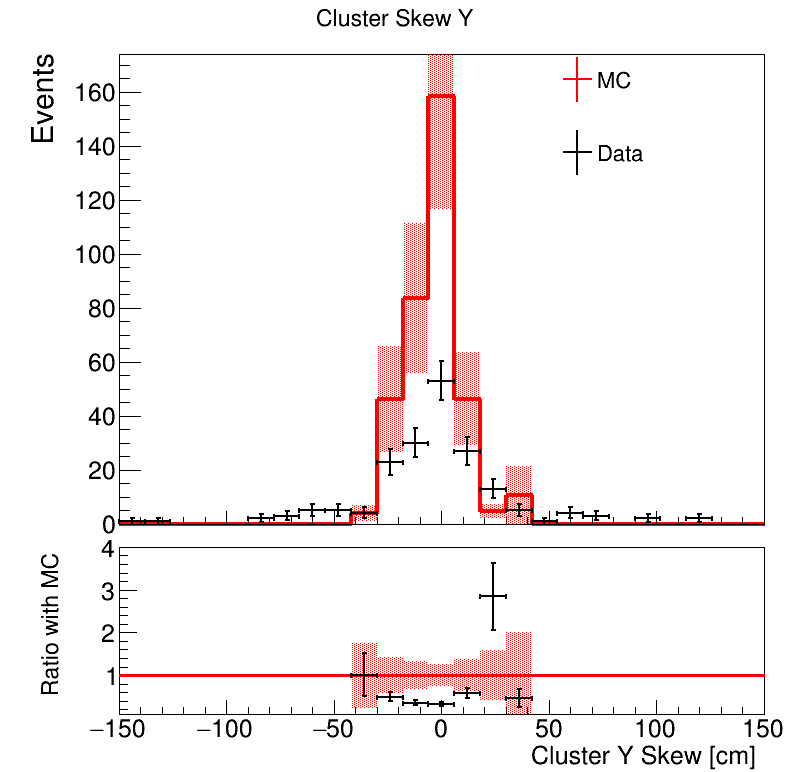 Cluster Skew Y
Events
160
140
120
100
80
60
40
20
0
MC
Data
Ratio with MC
4
3
2
1
−150 −100 −50 0 50 100 150
Cluster Y Skew [cm]